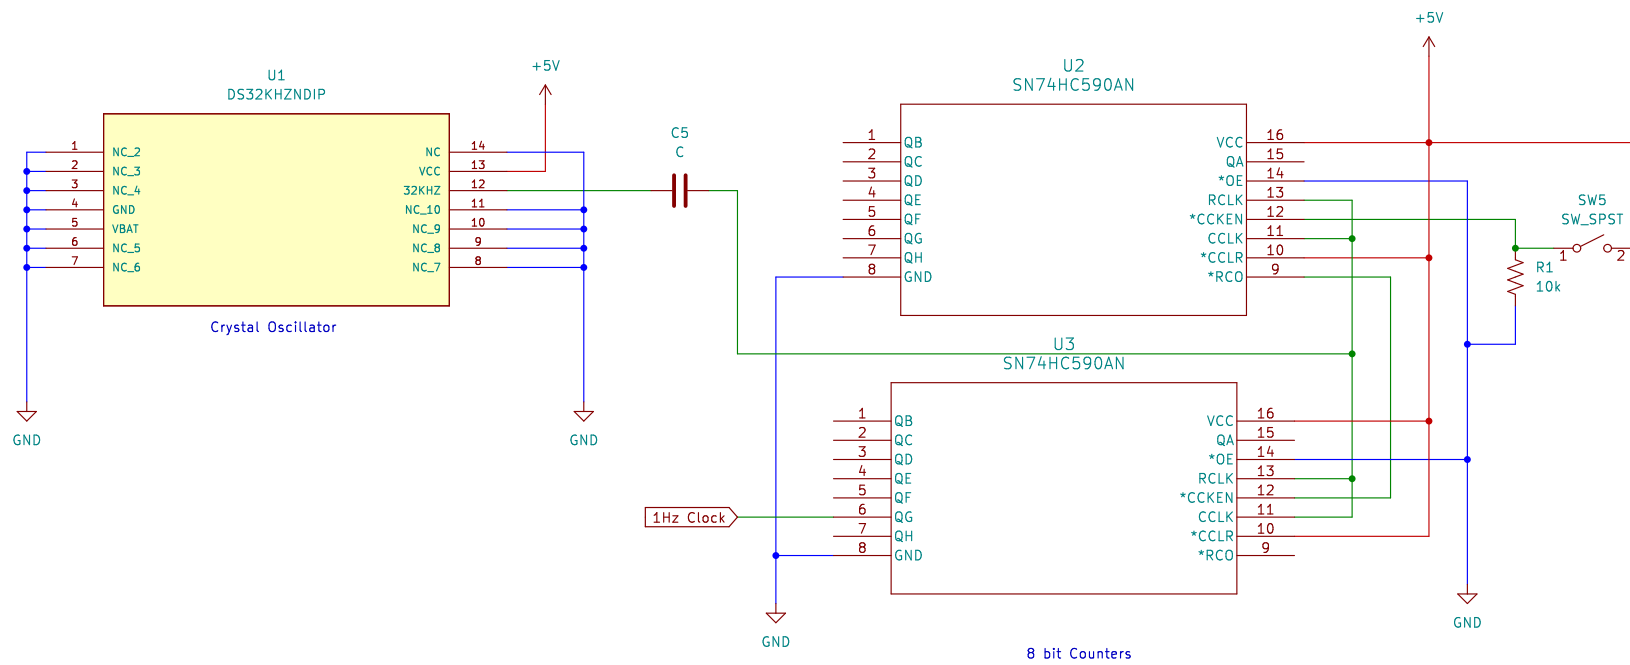 U1
DS32KHZNDIP
1 NC_2
2 NC_3
3 NC_4
4 GND
5 VBAT
6 NC_5
7 NC_6
NC 14
VCC 13
32KHZ 12
NC_10 11
NC_9 10
NC_8 9
NC_7 8
Crystal Oscillator
GND
GND
+5V
C5
C
U2
SN74HC590AN
1 QB
2 QC
3 QD
4 QE
5 QF
6 QG
7 QH
8 GND
VCC 16
QA 15
*OE 14
RCLK 13
*CCKEN 12
CCLK 11
*CCLR 10
*RCO 9
+5V
SW5
SW_SPST
1 2
R1
10k
U3
SN74HC590AN
1 QB
2 QC
3 QD
4 QE
5 QF
6 QG
7 QH
8 GND
VCC 16
QA 15
*OE 14
RCLK 13
*CCKEN 12
CCLK 11
*CCLR 10
*RCO 9
1Hz Clock
GND
GND
8 bit Counters